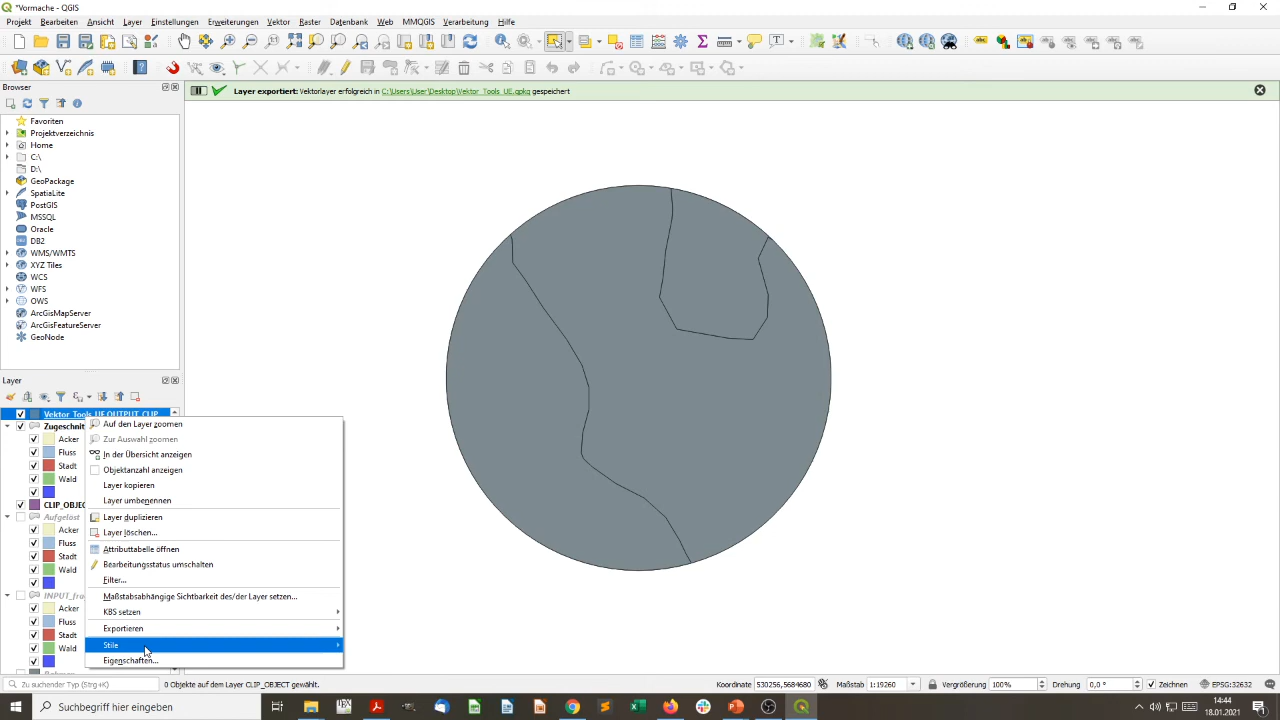 *Vormache - QGIS
Projekt Bearbeiten Ansicht Layer Einstellungen Erweiterungen Vektor Raster Datenbank Web MMQGIS Verarbeitung Hilfe
Browser
Layer exportiert: Vektorlayer erfolgreich in C:\Users\User\Desktop\Vektor_Tools_UE.gpkg gespeichert
Favoriten
Projektverzeichnis
Home
C:\
D:\
GeoPackage
SpatiaLite
PostGIS
MSSQL
Oracle
DB2
WMS/WMTS
XYZ Tiles
WCS
WFS
OWS
ArcGisMapServer
ArcGisFeatureServer
GeoNode
Layer
Vektor_Tools_UE OUTPUT_CLIP
Zugeschnit
Acker
Fluss
Stadt
Wald
CLIP_OBJEC
Aufgelöst
Acker
Fluss
Stadt
Wald
INPUT_fra
Acker
Fluss
Stadt
Wald
Auf den Layer zoomen
Zur Auswahl zoomen
In der Übersicht anzeigen
Objektanzahl anzeigen
Layer kopieren
Layer umbenennen
Layer duplizieren
Layer löschen...
Attributtabelle öffnen
Bearbeitungsstatus umschalten
Filter...
Maßstabsabhängige Sichtbarkeit des/der Layer setzen...
KBS setzen
Exportieren
Stile
Eigenschaften...
Zu suchender Typ (Strg+K) 0 Objekte auf dem Layer CLIP_OBJECT gewählt. Koordinate 530256,5684680 Maßstab 1:19260 Vergrößerung 100% Drehung 0,0 ° Zeichnen EPSG:32632
Suchbegriff hier eingeben
14:44
18.01.2021